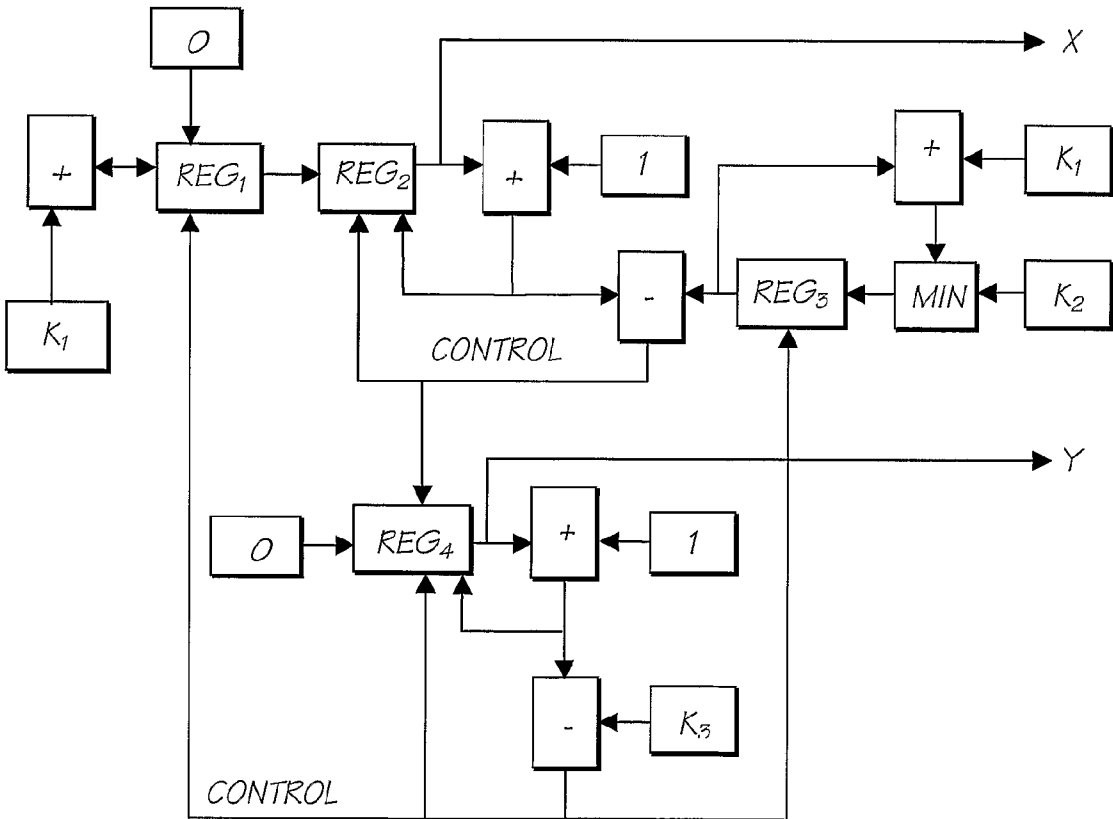 0
X
+
REG₁
REG₂
+
1
+
K₁
K₁
-
REG₃
MIN
K₂
CONTROL
Y
0
REG₄
+
1
-
K₃
CONTROL